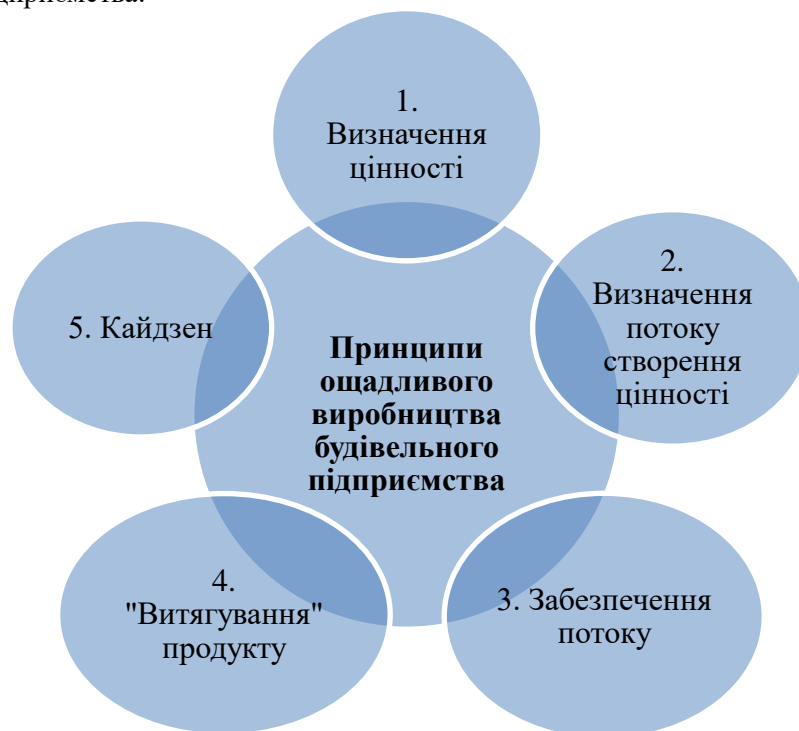 1.
Визначення
цінності
2.
Визначення
потоку
створення
цінності
3. Забезпечення
потоку
4.
"Витягування"
продукту
5. Кайдзен
Принципи
ощадливого
виробництва
будівельного
підприємства